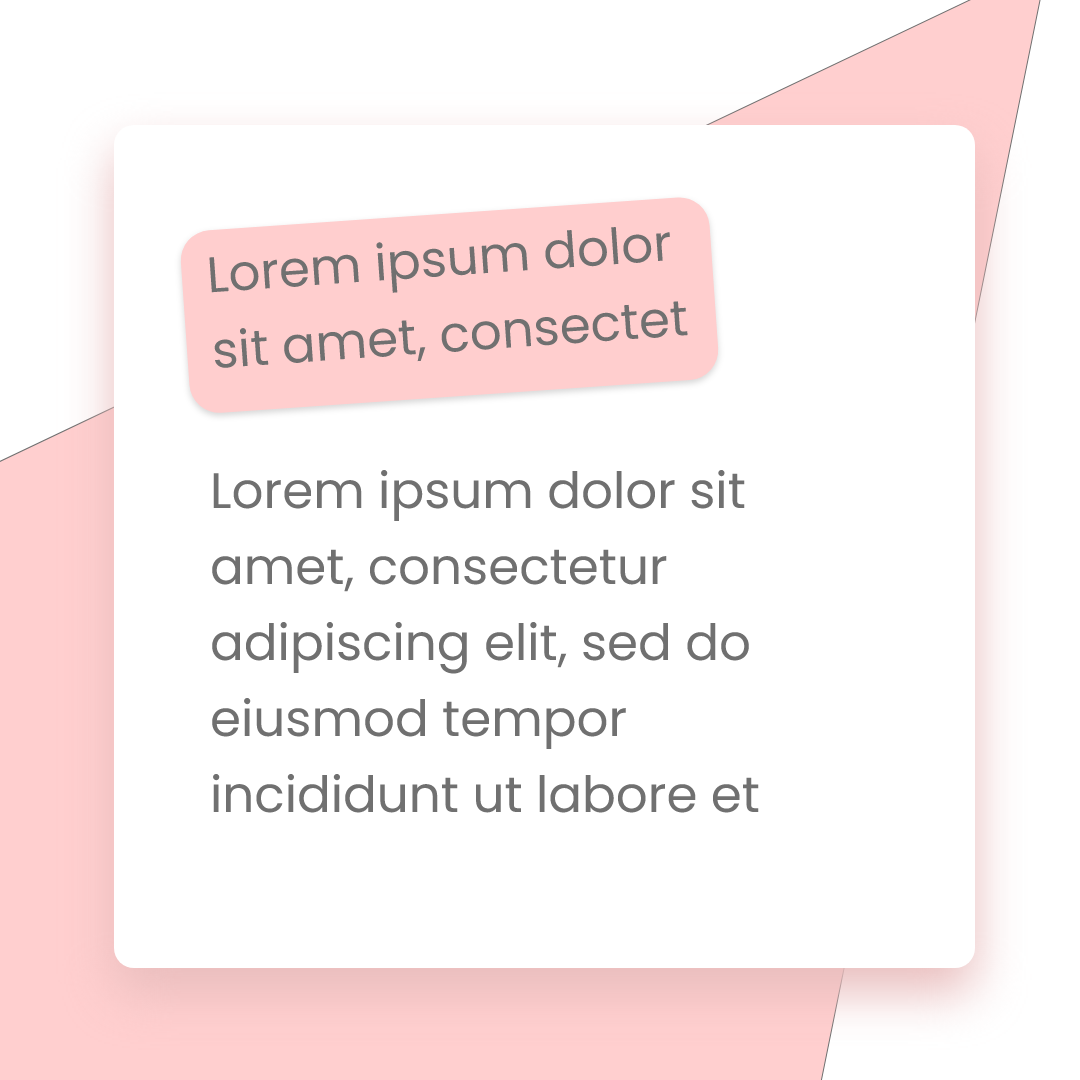 Lorem ipsum dolor
sit amet, consectet
Lorem ipsum dolor sit
amet, consectetur
adipiscing elit, sed do
eiusmod tempor
incididunt ut labore et